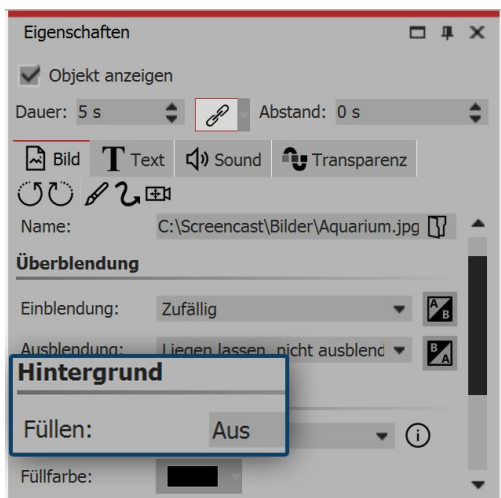 Eigenschaften
Objekt anzeigen
Dauer: 5 s Abstand: 0 s
Bild Text Sound Transparenz
Name: C:\Screencast\Bilder\Aquarium.jpg
Überblendung
Einblendung: Zufällig A B
Ausblendung: Liegen lassen, nicht ausblend B A
Hintergrund
Füllen: Aus
Füllfarbe: